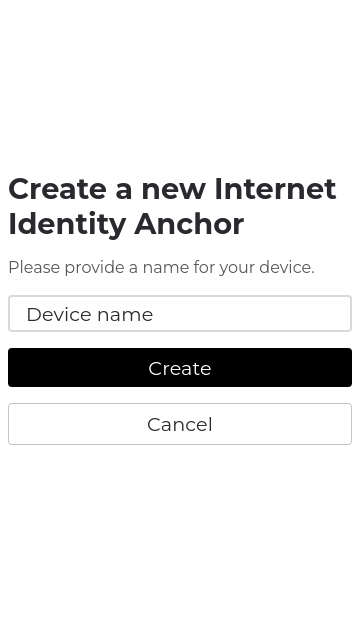 Create a new Internet
Identity Anchor
Please provide a name for your device.
Device name
Create
Cancel